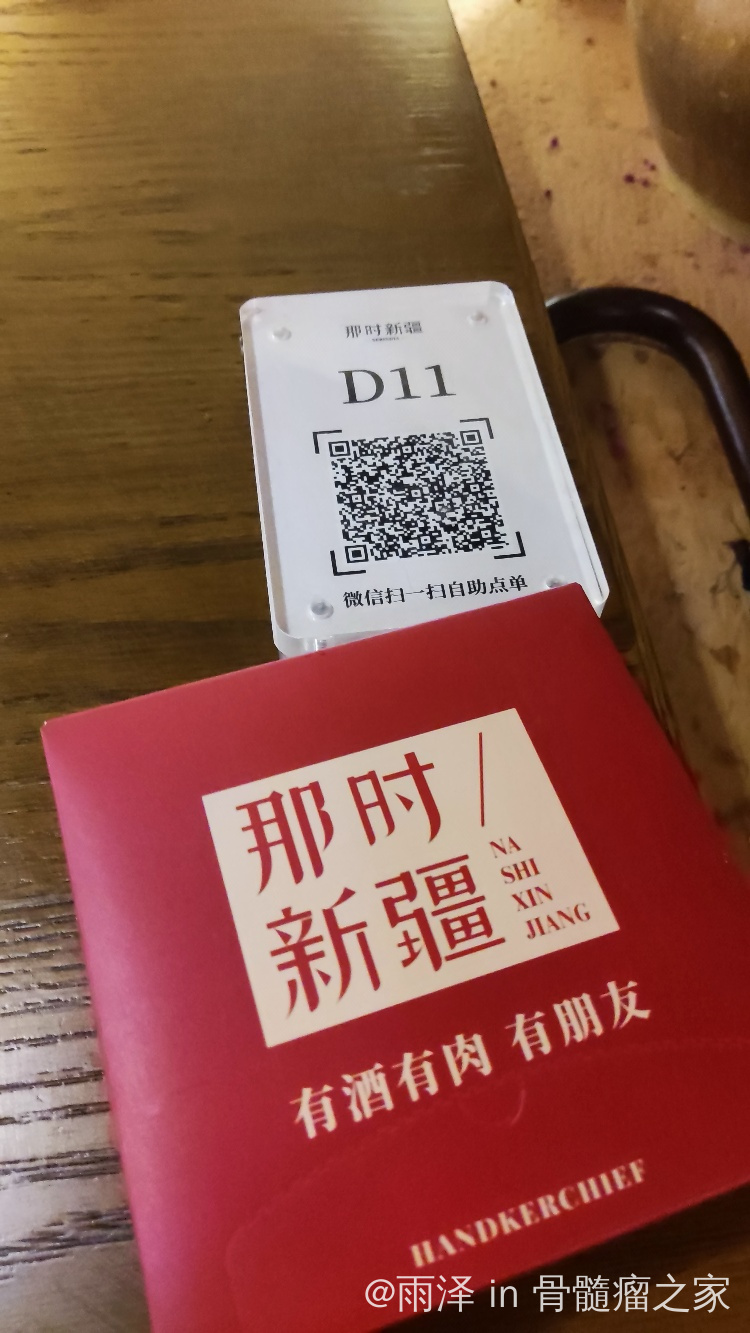 那时新疆
D11
微信扫一扫自助点单
那时/
新疆
NA
SHI
XIN
JIANG
有酒有肉 有朋友
HANDKERCHIEF
@雨泽 in 骨髓瘤之家